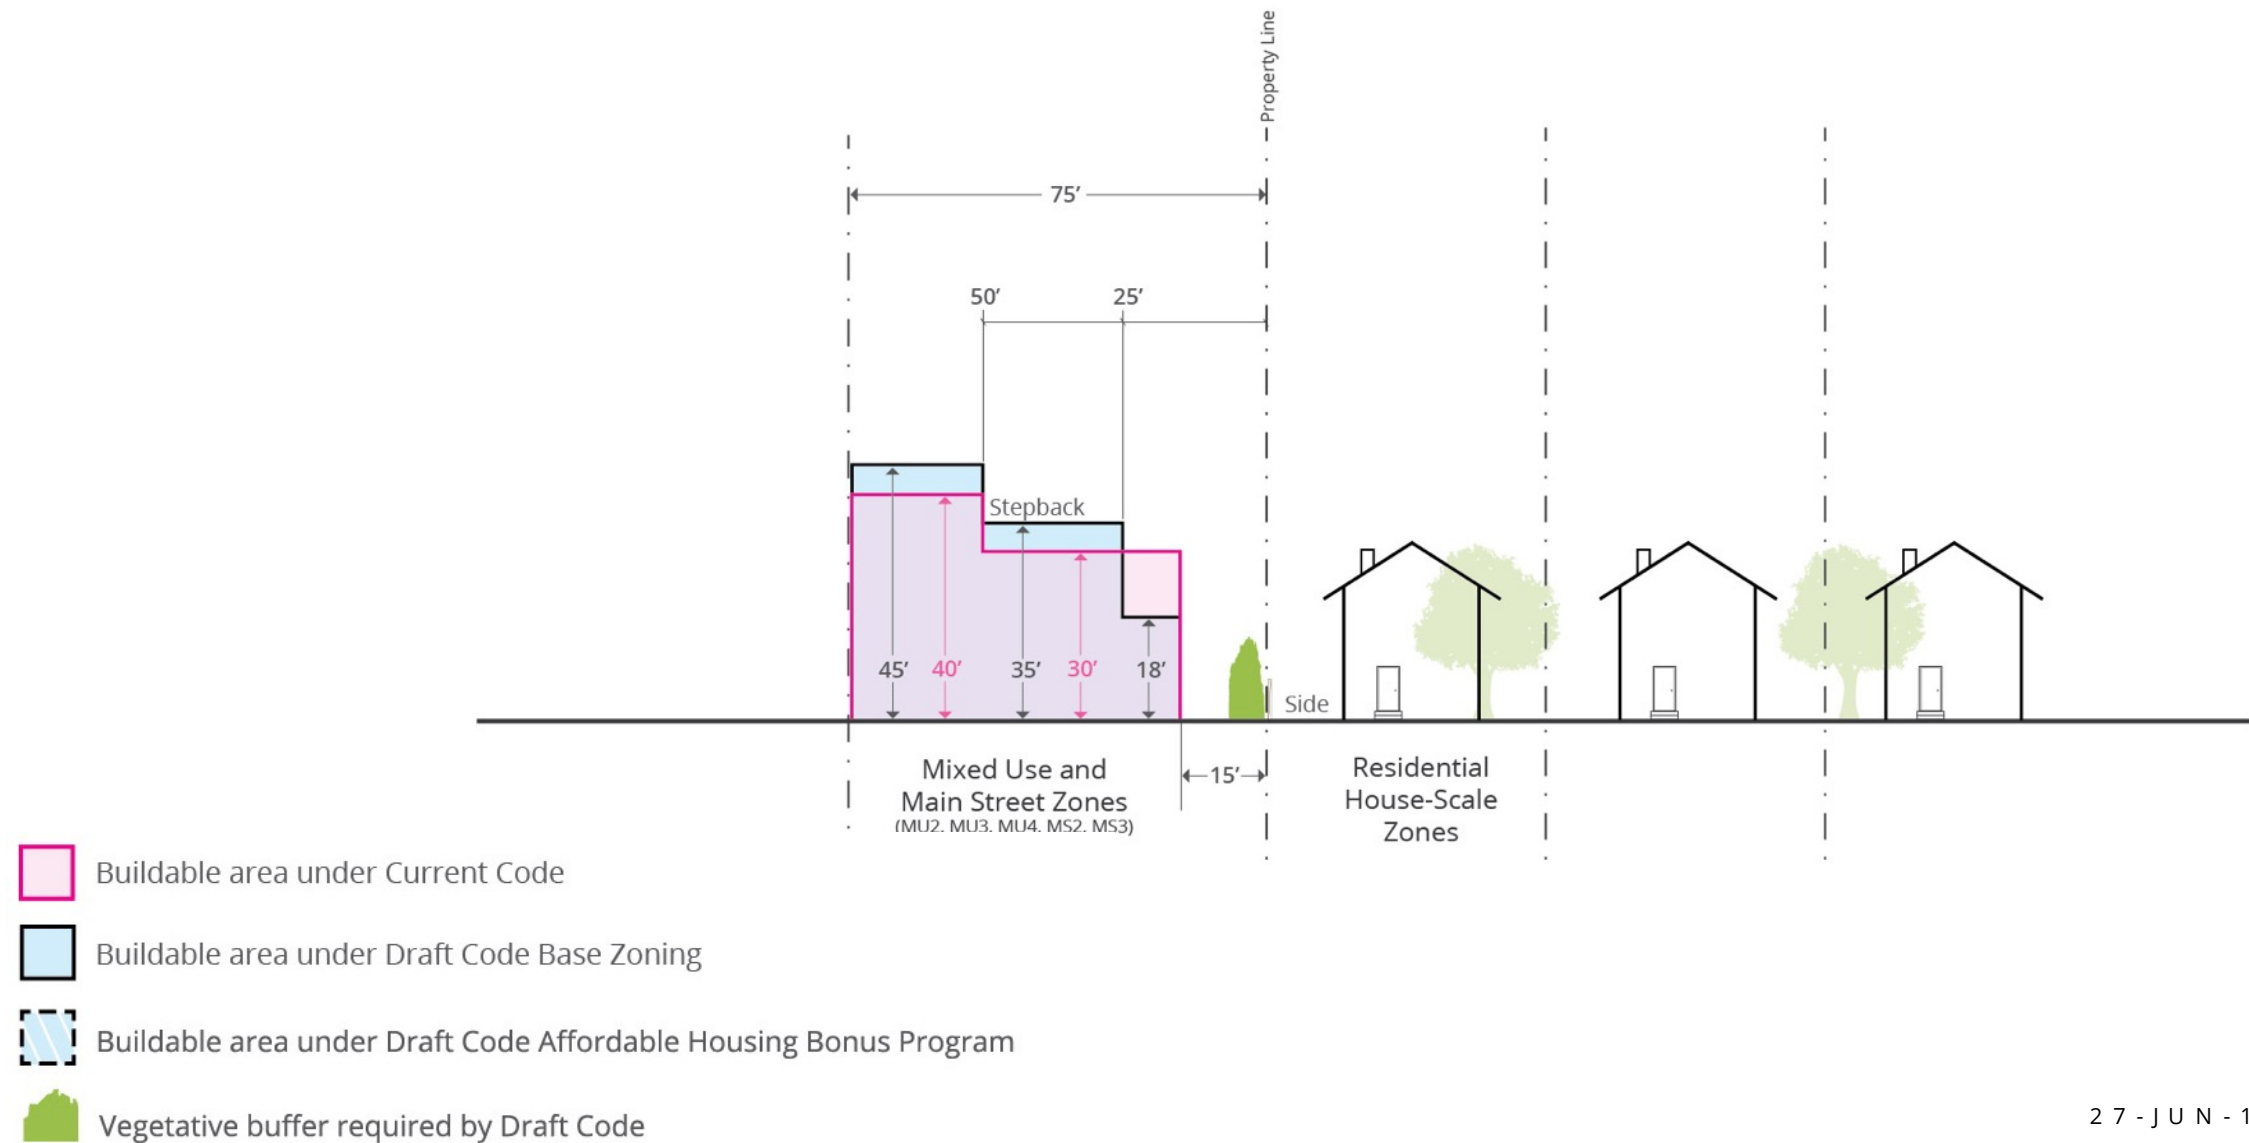 Property Line
75’
50’
25’
Stepback
45’
40’
35’
30’
18’
Side
Mixed Use and
Main Street Zones
(MU2, MU3, MU4, MS2, MS3)
15’
Residential
House-Scale
Zones
Buildable area under Current Code
Buildable area under Draft Code Base Zoning
Buildable area under Draft Code Affordable Housing Bonus Program
Vegetative buffer required by Draft Code
27-JUN-1